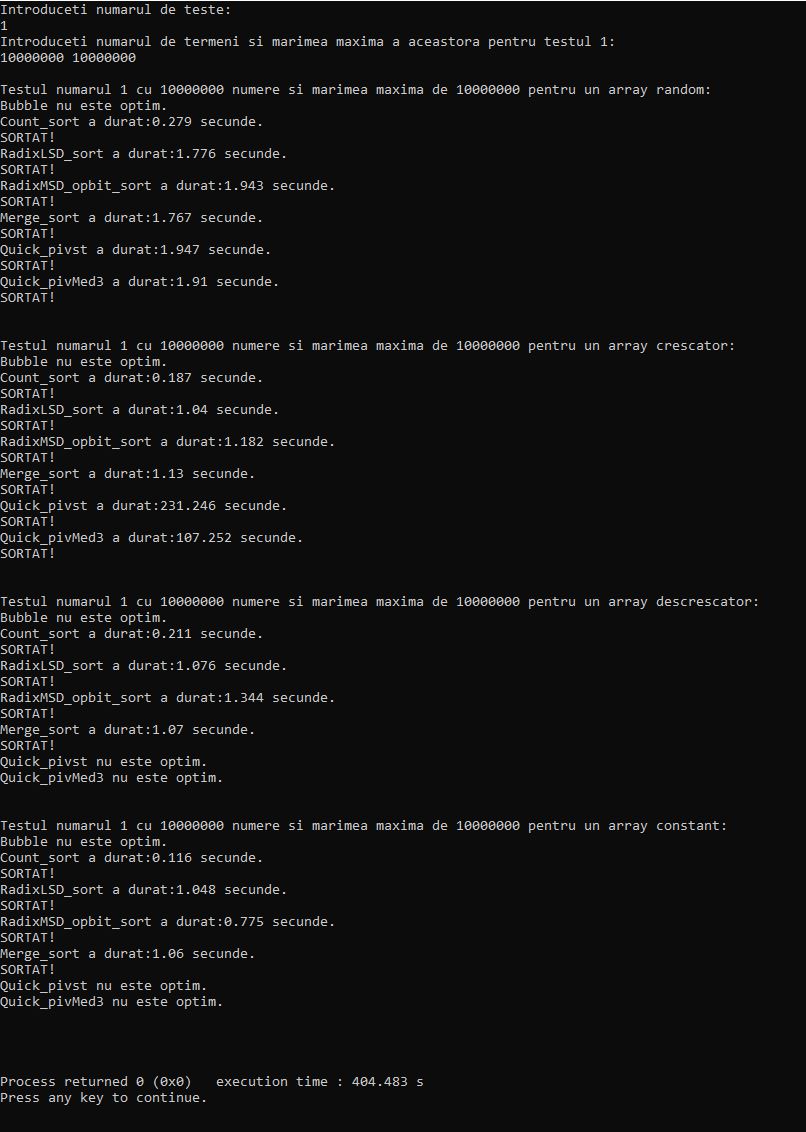 Introduceti numarul de teste:
1
Introduceti numarul de termeni si marimea maxima a aceastora pentru testul 1:
10000000 10000000
Testul numarul 1 cu 10000000 numere si marimea maxima de 10000000 pentru un array random:
Bubble nu este optim.
Count_sort a durat:0.279 secunde.
SORTAT!
RadixLSD_sort a durat:1.776 secunde.
SORTAT!
RadixMSD_opbit_sort a durat:1.943 secunde.
SORTAT!
Merge_sort a durat:1.767 secunde.
SORTAT!
Quick_pivst a durat:1.947 secunde.
SORTAT!
Quick_pivMed3 a durat:1.91 secunde.
SORTAT!
Testul numarul 1 cu 10000000 numere si marimea maxima de 10000000 pentru un array crescator:
Bubble nu este optim.
Count_sort a durat:0.187 secunde.
SORTAT!
RadixLSD_sort a durat:1.04 secunde.
SORTAT!
RadixMSD_opbit_sort a durat:1.182 secunde.
SORTAT!
Merge_sort a durat:1.13 secunde.
SORTAT!
Quick_pivst a durat:231.246 secunde.
SORTAT!
Quick_pivMed3 a durat:107.252 secunde.
SORTAT!
Testul numarul 1 cu 10000000 numere si marimea maxima de 10000000 pentru un array descrescator:
Bubble nu este optim.
Count_sort a durat:0.211 secunde.
SORTAT!
RadixLSD_sort a durat:1.076 secunde.
SORTAT!
RadixMSD_opbit_sort a durat:1.344 secunde.
SORTAT!
Merge_sort a durat:1.07 secunde.
SORTAT!
Quick_pivst nu este optim.
Quick_pivMed3 nu este optim.
Testul numarul 1 cu 10000000 numere si marimea maxima de 10000000 pentru un array constant:
Bubble nu este optim.
Count_sort a durat:0.116 secunde.
SORTAT!
RadixLSD_sort a durat:1.048 secunde.
SORTAT!
RadixMSD_opbit_sort a durat:0.775 secunde.
SORTAT!
Merge_sort a durat:1.06 secunde.
SORTAT!
Quick_pivst nu este optim.
Quick_pivMed3 nu este optim.
Process returned 0 (0x0)   execution time : 404.483 s
Press any key to continue.